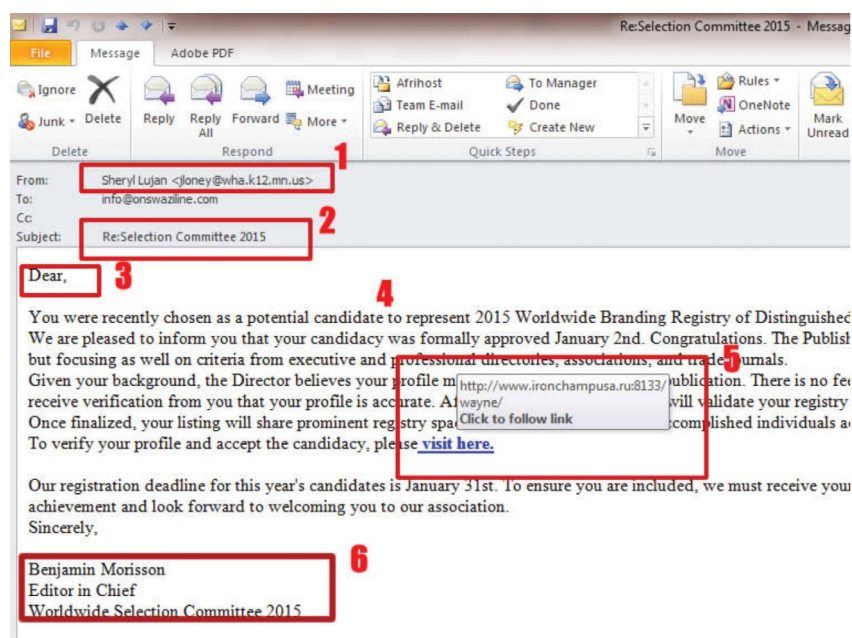 Re:Selection Committee 2015 - Messag
File Message Adobe PDF
Ignore Delete Reply Reply All Forward Meeting Afrihost To Manager Move Rules OneNote Mark Unread
Junk More Team E-mail Done Actions
Reply & Delete Create New
Delete Respond Quick Steps Move
1
From: Sheryl Lujan <jloney@wha.k12.mn.us>
To: info@onswaziline.com
Cc:
2
Subject: Re:Selection Committee 2015
Dear,
3
4
You were recently chosen as a potential candidate to represent 2015 Worldwide Branding Registry of Distinguished
We are pleased to inform you that your candidacy was formally approved January 2nd. Congratulations. The Publish
but focusing as well on criteria from executive and professional directories, associations, and trade journals.
5
Given your background, the Director believes your profile m ublication. There is no fee
http://www.ironchampusa.ru:8133/
wayne/
Click to follow link
receive verification from you that your profile is accurate. Af will validate your registry
Once finalized, your listing will share prominent registry spac ccomplished individuals a
To verify your profile and accept the candidacy, please visit here.
Our registration deadline for this year's candidates is January 31st. To ensure you are included, we must receive your
achievement and look forward to welcoming you to our association.
Sincerely,
6
Benjamin Morisson
Editor in Chief
Worldwide Selection Committee 2015